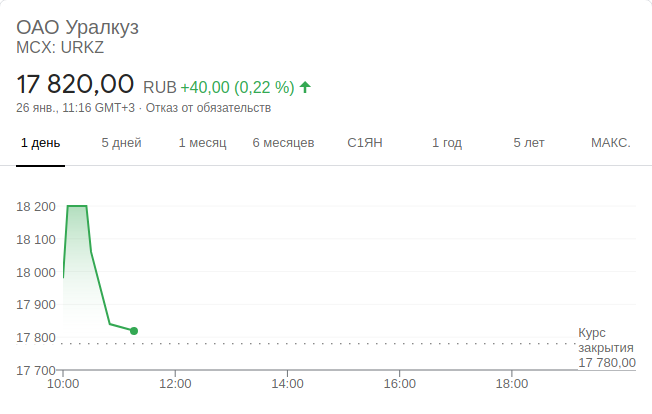 ОАО Уралкуз
MCX: URKZ
17 820,00 RUB +40,00 (0,22 %)
26 янв., 11:16 GMT+3 · Отказ от обязательств
1 день 5 дней 1 месяц 6 месяцев С1ЯН 1 год 5 лет МАКС.
18 200
18 100
18 000
17 900
17 800
17 700
Курс
закрытия
17 780,00
10:00 12:00 14:00 16:00 18:00